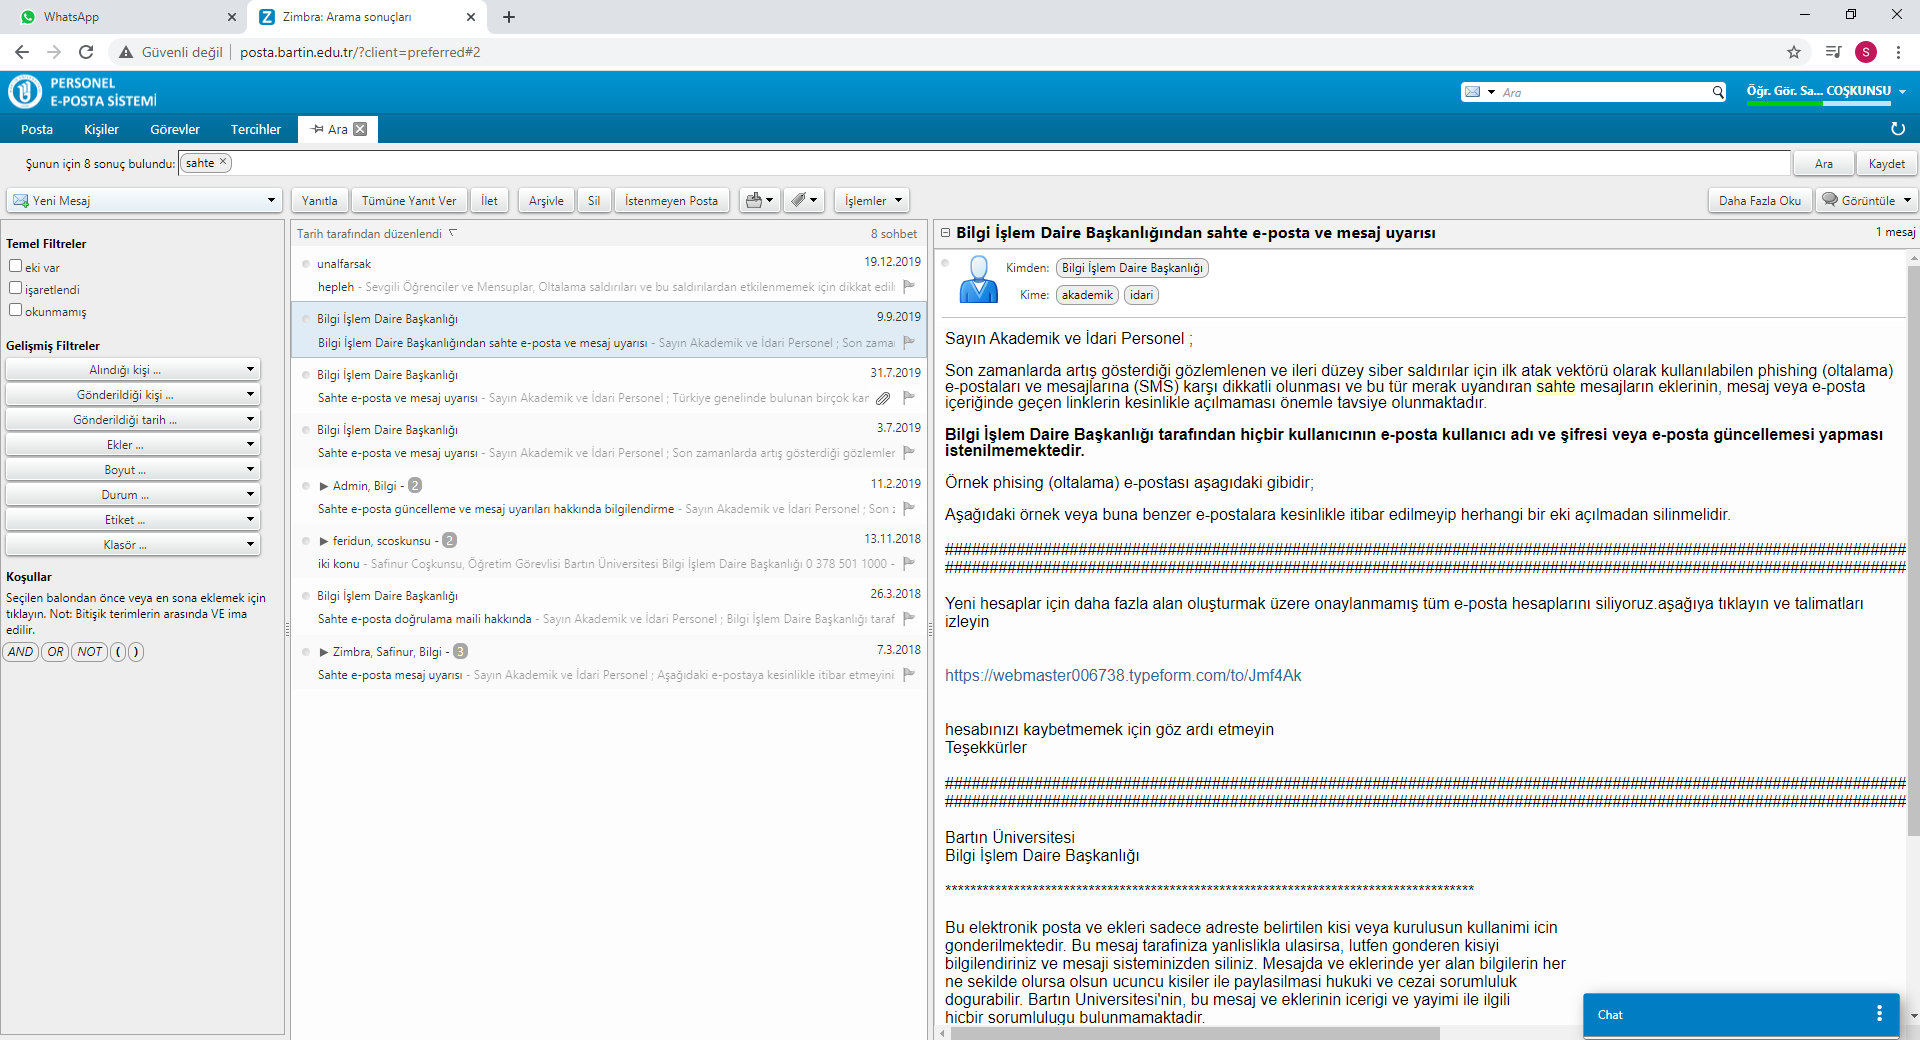 WhatsApp
Zimbra: Arama sonuçları
Güvenli değil
posta.bartin.edu.tr/?client=preferred#2
S
PERSONEL
E-POSTA SİSTEMİ
Ara
Öğr. Gör. Sa... COŞKUNSU
Posta Kişiler Görevler Tercihler Ara
Şunun için 8 sonuç bulundu: sahte
Ara Kaydet
Yeni Mesaj
Yanıtla Tümüne Yanıt Ver İlet Arşivle Sil İstenmeyen Posta İşlemler
Daha Fazla Oku Görüntüle
Temel Filtreler
eki var
işaretlendi
okunmamış
Gelişmiş Filtreler
Alındığı kişi ...
Gönderildiği kişi ...
Gönderildiği tarih ...
Ekler ...
Boyut ...
Durum ...
Etiket ...
Klasör ...
Koşullar
Seçilen balondan önce veya en sona eklemek için
tıklayın. Not: Bitişik terimlerin arasında VE ima
edilir.
AND OR NOT ( )
Tarih tarafından düzenlendi 8 sohbet
unalfarsak 19.12.2019
hepleh - Sevgili Öğrenciler ve Mensuplar, Oltalama saldırıları ve bu saldırılardan etkilenmemek için dikkat edil
Bilgi İşlem Daire Başkanlığı 9.9.2019
Bilgi İşlem Daire Başkanlığından sahte e-posta ve mesaj uyarısı - Sayın Akademik ve İdari Personel ; Son zamaı
Bilgi İşlem Daire Başkanlığı 31.7.2019
Sahte e-posta ve mesaj uyarısı - Sayın Akademik ve İdari Personel ; Türkiye genelinde bulunan birçok kar
Bilgi İşlem Daire Başkanlığı 3.7.2019
Sahte e-posta ve mesaj uyarısı - Sayın Akademik ve İdari Personel ; Son zamanlarda artış gösterdiği gözlemler
Admin, Bilgi - 2 11.2.2019
Sahte e-posta güncelleme ve mesaj uyarıları hakkında bilgilendirme - Sayın Akademik ve İdari Personel ; Son z
feridun, scoskunsu - 2 13.11.2018
iki konu - Safinur Coşkunsu, Öğretim Görevlisi Bartın Üniversitesi Bilgi İşlem Daire Başkanlığı 0 378 501 1000 -
Bilgi İşlem Daire Başkanlığı 26.3.2018
Sahte e-posta doğrulama maili hakkında - Sayın Akademik ve İdari Personel ; Bilgi İşlem Daire Başkanlığı taraf
Zimbra, Safinur, Bilgi - 3 7.3.2018
Sahte e-posta mesaj uyarısı - Sayın Akademik ve İdari Personel ; Aşağıdaki e-postaya kesinlikle itibar etmeyini
Bilgi İşlem Daire Başkanlığından sahte e-posta ve mesaj uyarısı 1 mesaj
Kimden: Bilgi İşlem Daire Başkanlığı
Kime: akademik idari
Sayın Akademik ve İdari Personel ;
Son zamanlarda artış gösterdiği gözlemlenen ve ileri düzey siber saldırılar için ilk atak vektörü olarak kullanılabilen phishing (oltalama)
e-postaları ve mesajlarına (SMS) karşı dikkatli olunması ve bu tür merak uyandıran sahte mesajların eklerinin, mesaj veya e-posta
içeriğinde geçen linklerin kesinlikle açılmaması önemle tavsiye olunmaktadır.
Bilgi İşlem Daire Başkanlığı tarafından hiçbir kullanıcının e-posta kullanıcı adı ve şifresi veya e-posta güncellemesi yapması
istenilmemektedir.
Örnek phising (oltalama) e-postası aşagıdaki gibidir;
Aşağıdaki örnek veya buna benzer e-postalara kesinlikle itibar edilmeyip herhangi bir eki açılmadan silinmelidir.
Yeni hesaplar için daha fazla alan oluşturmak üzere onaylanmamış tüm e-posta hesaplarını siliyoruz.aşağıya tıklayın ve talimatları
izleyin
https://webmaster006738.typeform.com/to/Jmf4Ak
hesabınızı kaybetmemek için göz ardı etmeyin
Teşekkürler
Bartın Üniversitesi
Bilgi İşlem Daire Başkanlığı
Bu elektronik posta ve ekleri sadece adreste belirtilen kisi veya kurulusun kullanimi icin
gonderilmektedir. Bu mesaj tarafiniza yanlislikla ulasirsa, lutfen gonderen kisiyi
bilgilendiriniz ve mesaji sisteminizden siliniz. Mesajda ve eklerinde yer alan bilgilerin her
ne sekilde olursa olsun ucuncu kisiler ile paylasilmasi hukuki ve cezai sorumluluk
dogurabilir. Bartın Universitesi'nin, bu mesaj ve eklerinin icerigi ve yayimi ile ilgili
hicbir sorumlulugu bulunmamaktadir.
Chat